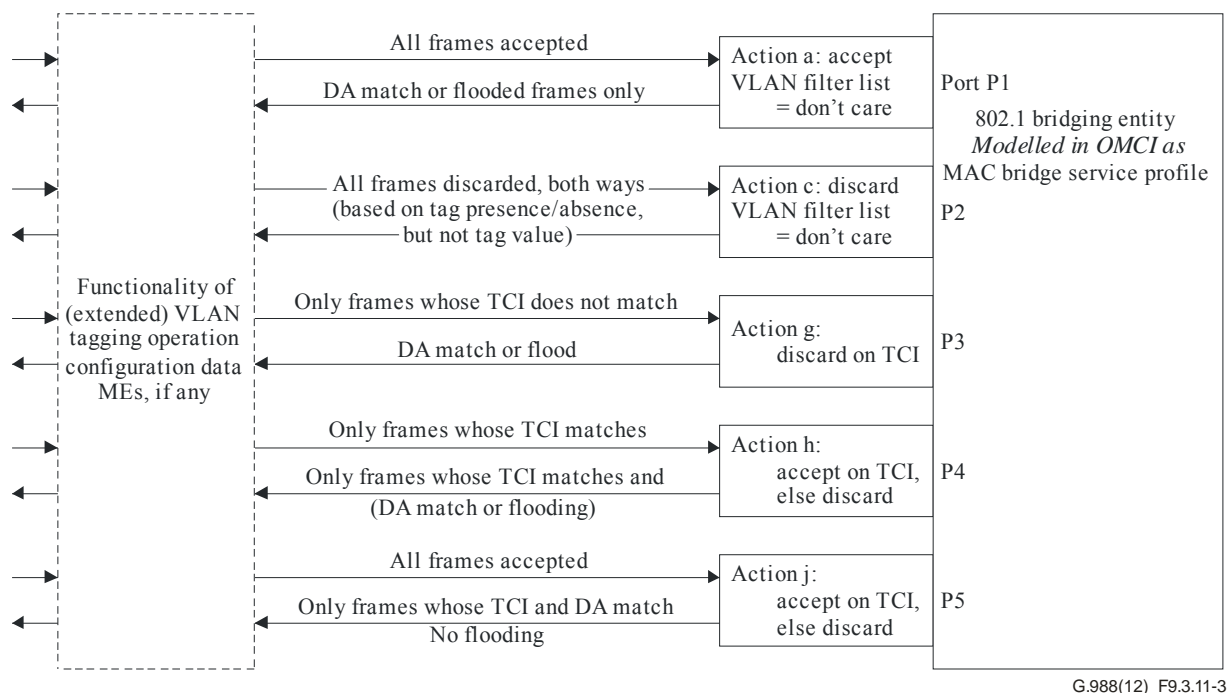 All frames accepted
DA match or flooded frames only
Action a: accept
VLAN filter list
= don’t care
Port P1
802.1 bridging entity
Modelled in OMCI as
MAC bridge service profile
All frames discarded, both ways
(based on tag presence/absence,
but not tag value)
Action c: discard
VLAN filter list
= don’t care
P2
Functionality of
(extended) VLAN
tagging operation
configuration data
MEs, if any
Only frames whose TCI does not match
DA match or flood
Action g:
discard on TCI
P3
Only frames whose TCI matches
Only frames whose TCI matches and
(DA match or flooding)
Action h:
accept on TCI,
else discard
P4
All frames accepted
Only frames whose TCI and DA match
No flooding
Action j:
accept on TCI,
else discard
P5
G.988(12)_F9.3.11-3